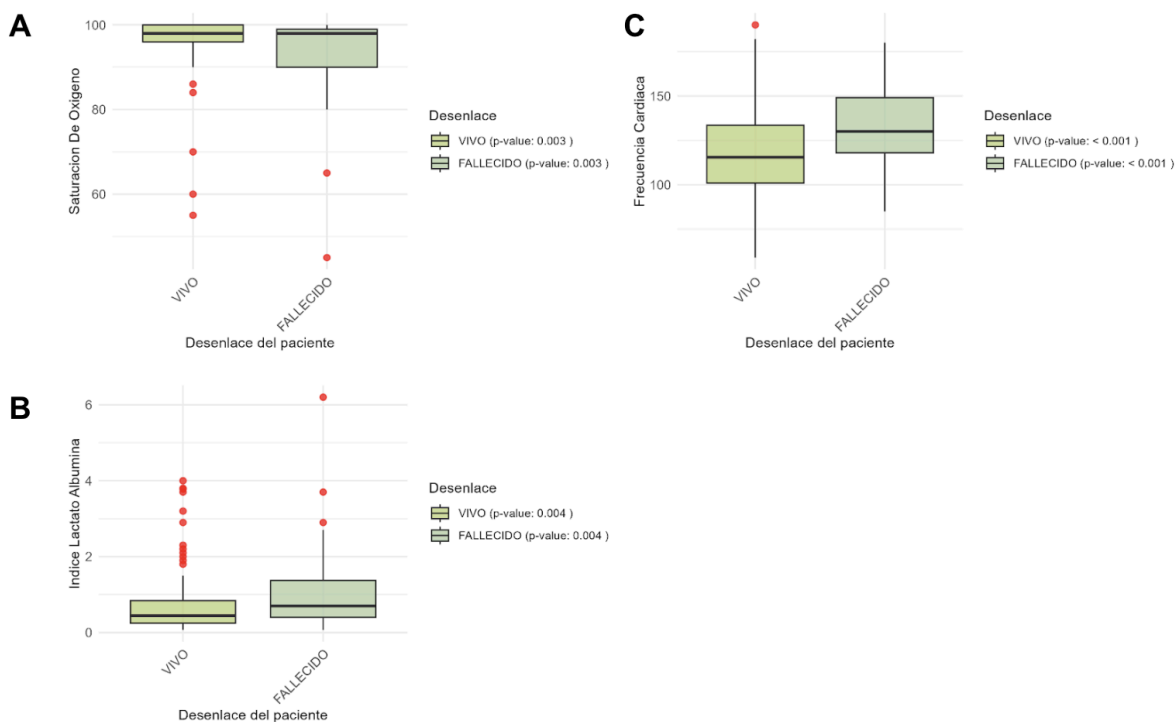 A
Saturacion De Oxigeno
100
80
60
VIVO
FALLECIDO
Desenlace del paciente
Desenlace
VIVO (p-value: 0.003 )
FALLECIDO (p-value: 0.003 )
C
Frecuencia Cardiaca
150
100
VIVO
FALLECIDO
Desenlace del paciente
Desenlace
VIVO (p-value: < 0.001 )
FALLECIDO (p-value: < 0.001 )
B
Indice Lactato Albumina
6
4
2
0
VIVO
FALLECIDO
Desenlace del paciente
Desenlace
VIVO (p-value: 0.004 )
FALLECIDO (p-value: 0.004 )